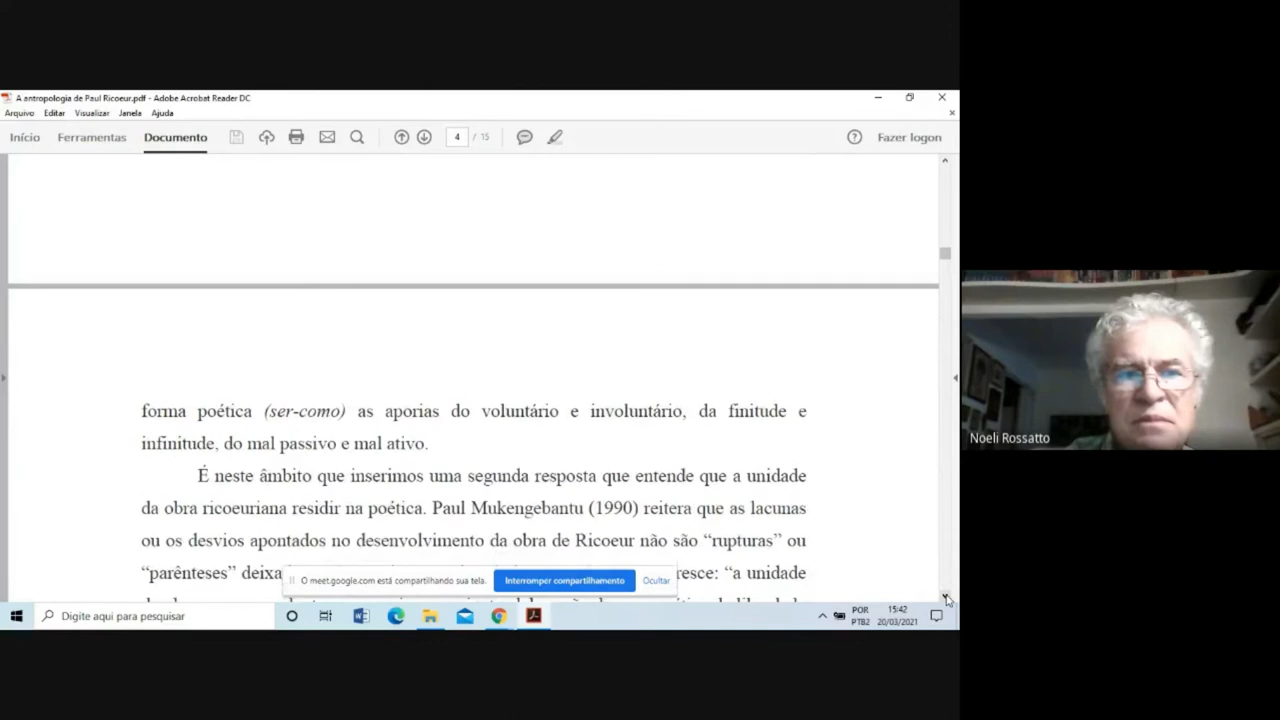 A antropologia de Paul Ricoeur.pdf - Adobe Acrobat Reader DC
Arquivo Editar Visualizar Janela Ajuda
Início Ferramentas Documento 4 / 15 Fazer logon
forma poética (ser-como) as aporias do voluntário e involuntário, da finitude e
infinitude, do mal passivo e mal ativo.
É neste âmbito que inserimos uma segunda resposta que entende que a unidade
da obra ricoeuriana residir na poética. Paul Mukengebantu (1990) reitera que as lacunas
ou os desvios apontados no desenvolvimento da obra de Ricoeur não são “rupturas” ou
“parênteses” deixa resce: “a unidade
O meet.google.com está compartilhando sua tela. Interromper compartilhamento Ocultar
Digite aqui para pesquisar
POR
PTB2
15:42
20/03/2021
Noeli Rossatto